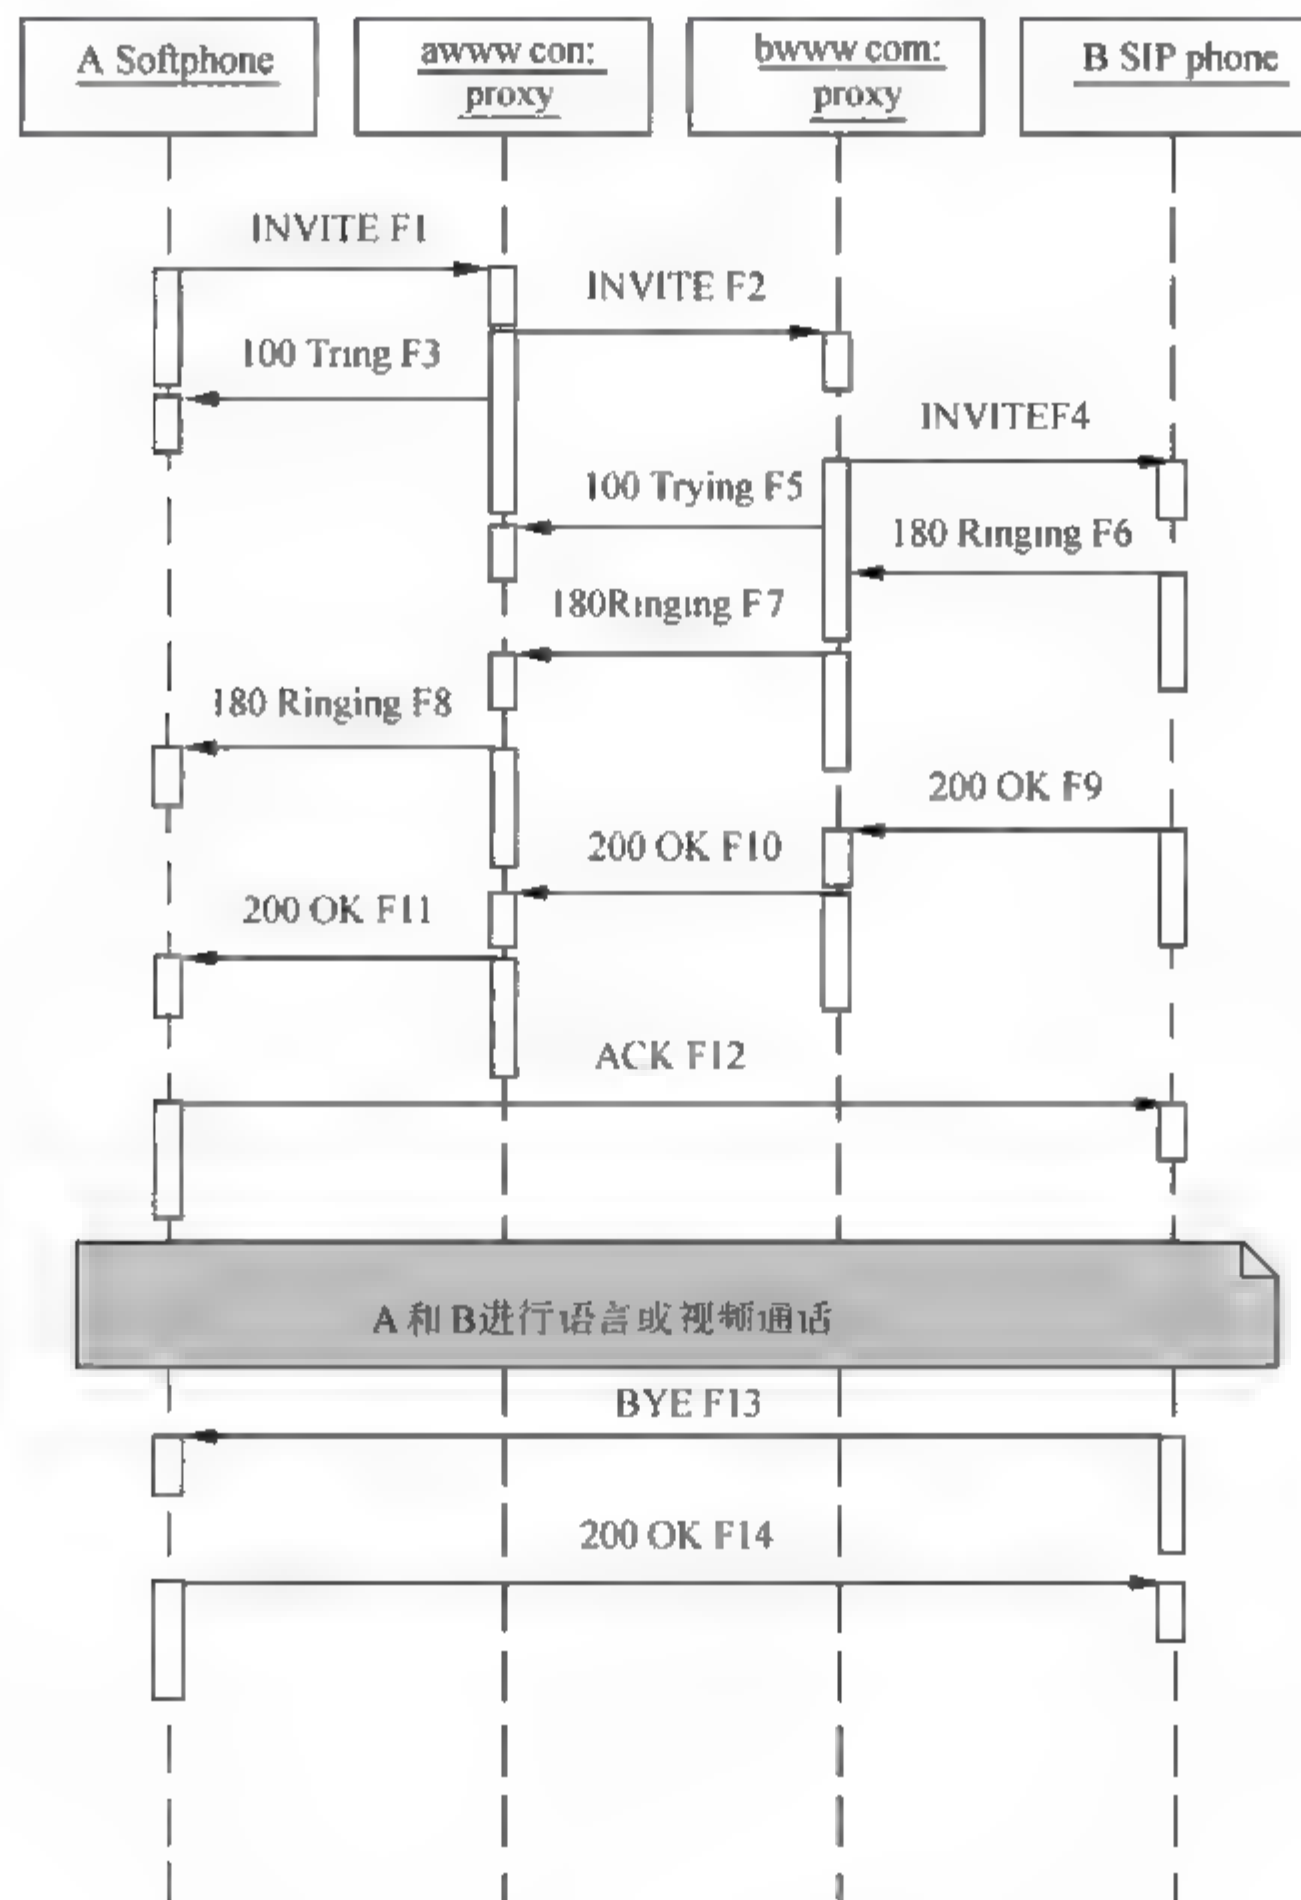 A Softphone
awww con:
proxy
bwww com:
proxy
B SIP phone
INVITE F1
INVITE F2
100 Tring F3
INVITEF4
100 Trying F5
180 Ringing F6
180Ringing F7
180 Ringing F8
200 OK F9
200 OK F10
200 OK F11
ACK F12
A 和 B进行语言或视频通话
BYE F13
200 OK F14